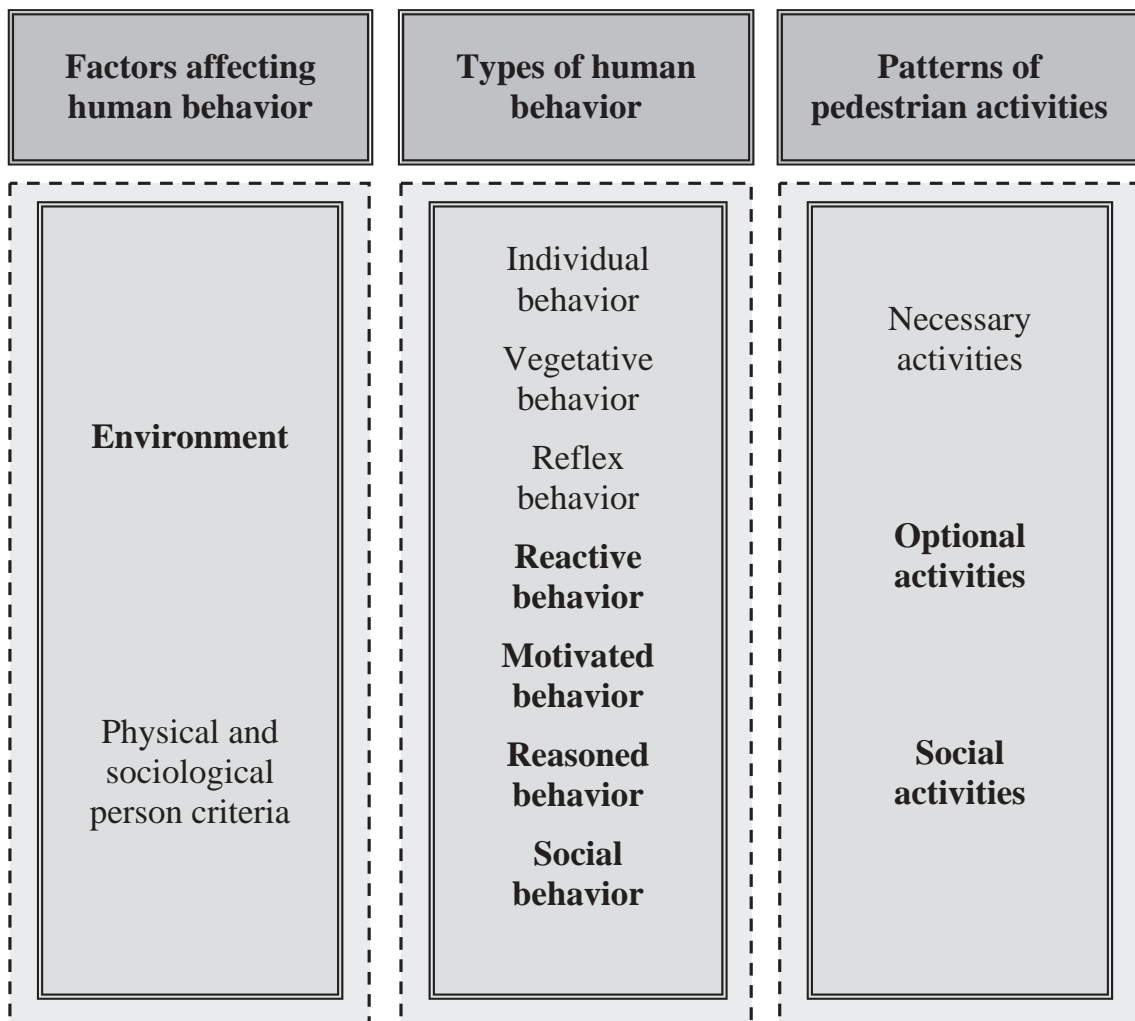 Factors affecting
human behavior
Environment
Physical and
sociological
person criteria
Types of human
behavior
Individual
behavior
Vegetative
behavior
Reflex
behavior
Reactive
behavior
Motivated
behavior
Reasoned
behavior
Social
behavior
Patterns of
pedestrian activities
Necessary
activities
Optional
activities
Social
activities